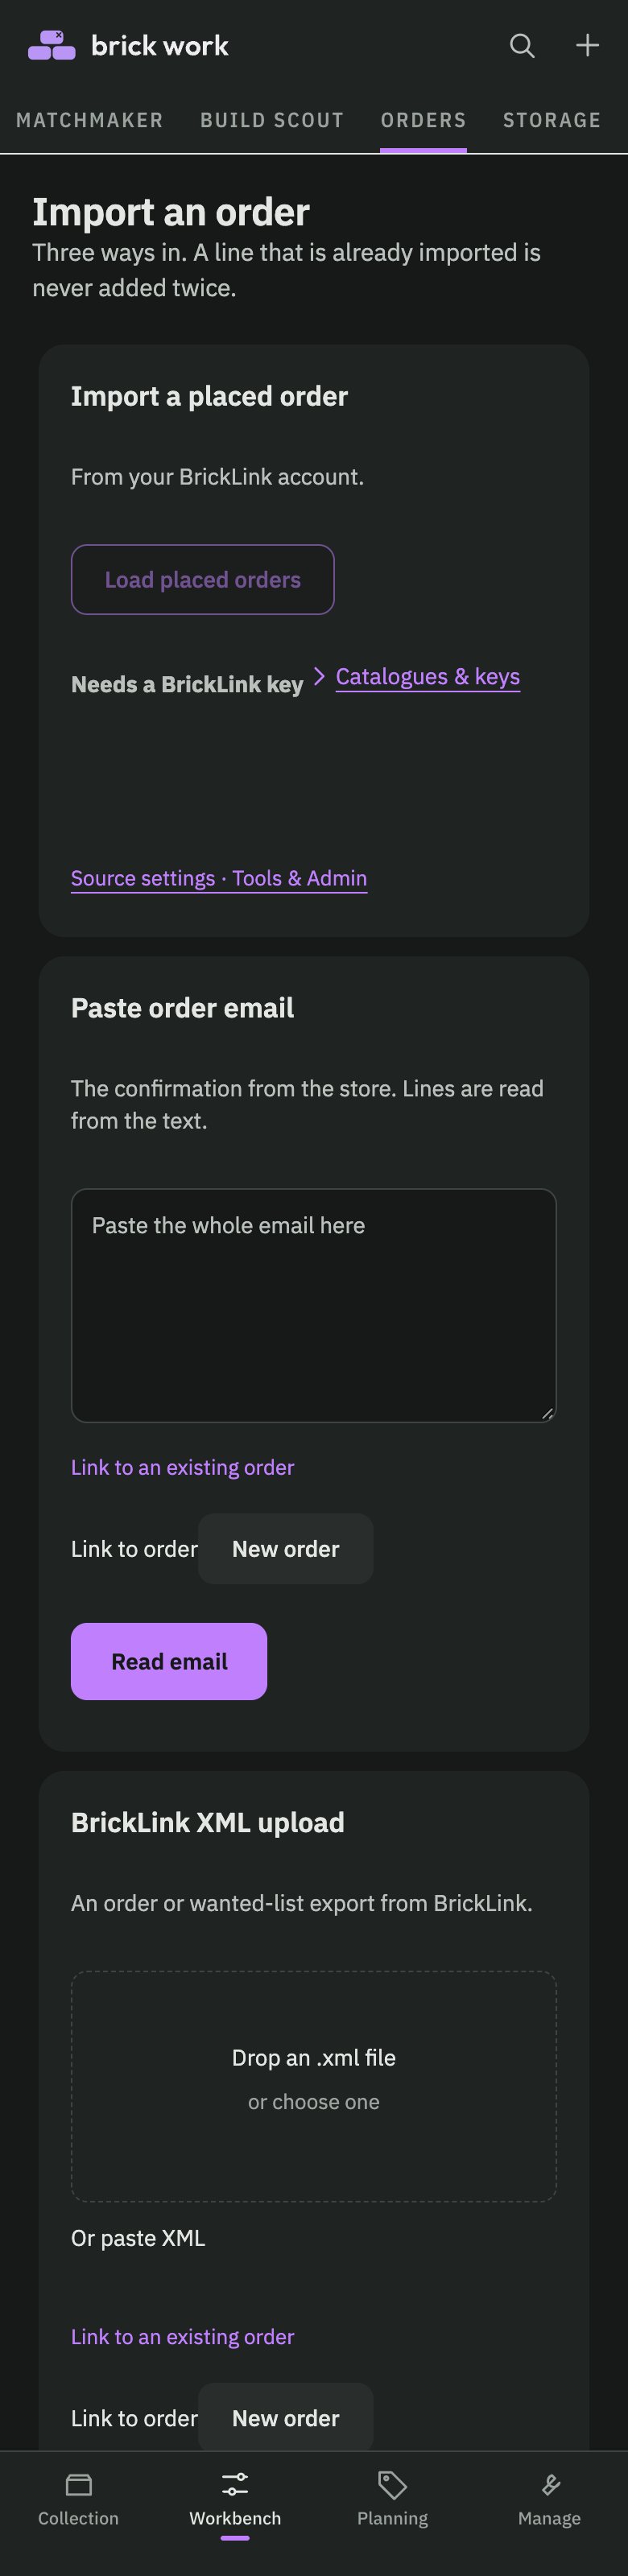 brick work
MATCHMAKER BUILD SCOUT ORDERS STORAGE
Import an order
Three ways in. A line that is already imported is
never added twice.
Import a placed order
From your BrickLink account.
Load placed orders
Needs a BrickLink key > Catalogues & keys
Source settings · Tools & Admin
Paste order email
The confirmation from the store. Lines are read
from the text.
Paste the whole email here
Link to an existing order
Link to order New order
Read email
BrickLink XML upload
An order or wanted-list export from BrickLink.
Drop an .xml file
or choose one
Or paste XML
Link to an existing order
Link to order New order
Collection Workbench Planning Manage